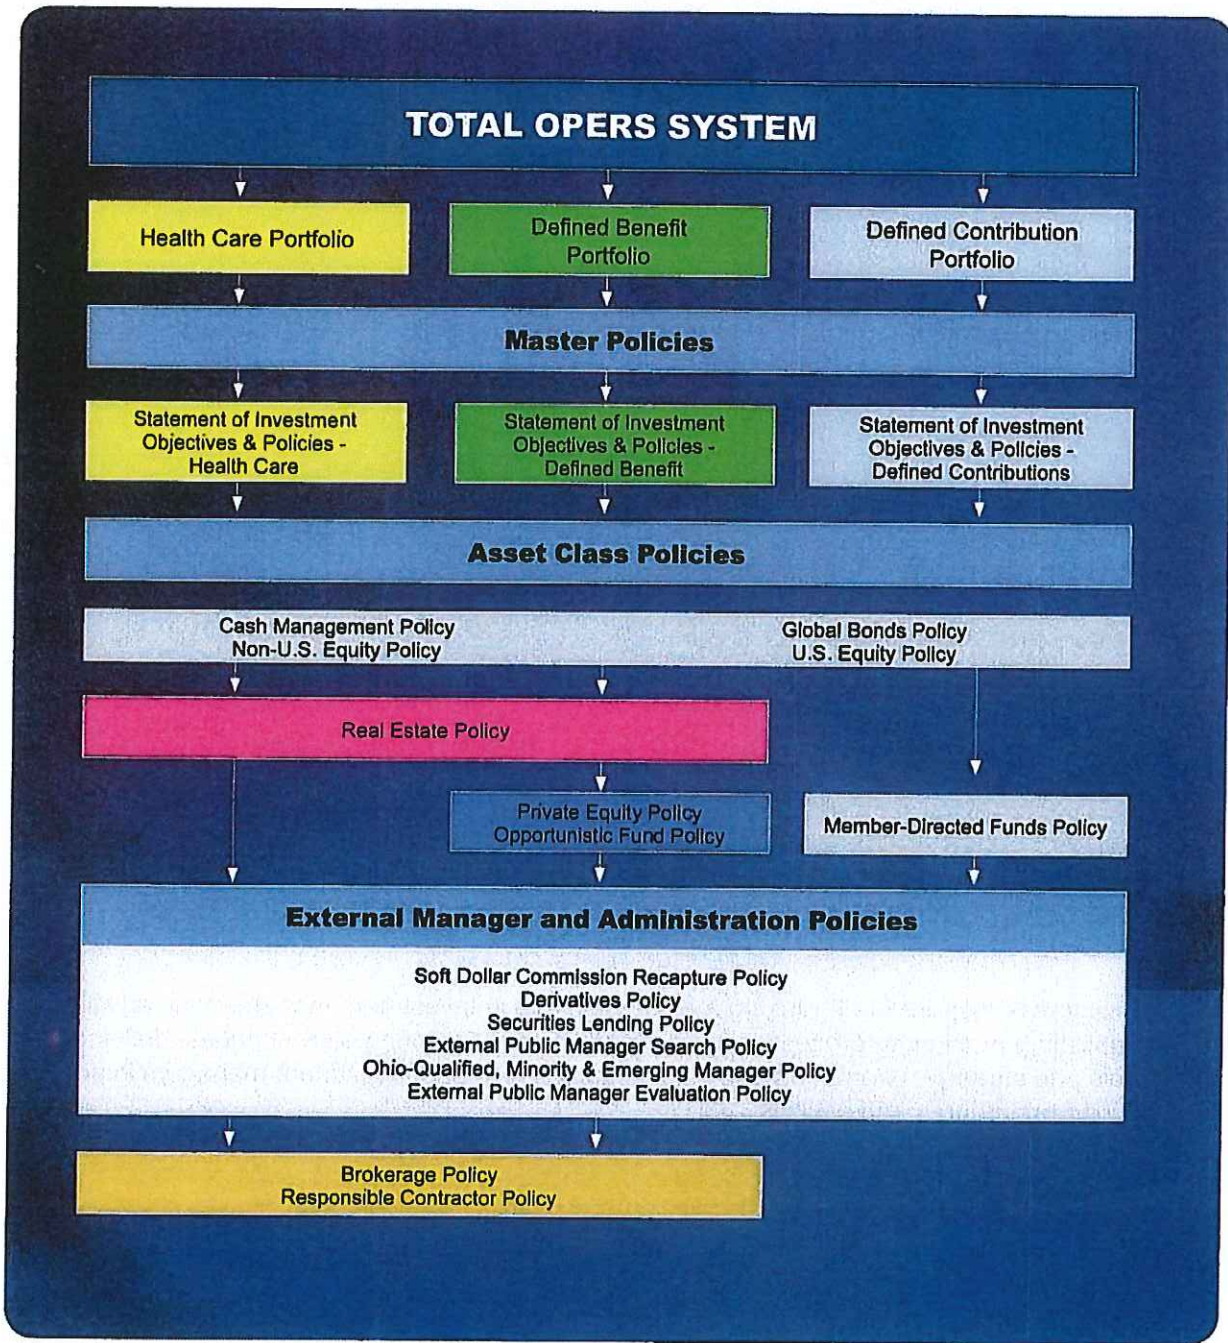 TOTAL OPERS SYSTEM
Health Care Portfolio
Defined Benefit
Portfolio
Defined Contribution
Portfolio
Master Policies
Statement of Investment
Objectives & Policies -
Health Care
Statement of Investment
Objectives & Policies -
Defined Benefit
Statement of Investment
Objectives & Policies -
Defined Contributions
Asset Class Policies
Cash Management Policy
Non-U.S. Equity Policy
Global Bonds Policy
U.S. Equity Policy
Real Estate Policy
Private Equity Policy
Opportunistic Fund Policy
Member-Directed Funds Policy
External Manager and Administration Policies
Soft Dollar Commission Recapture Policy
Derivatives Policy
Securities Lending Policy
External Public Manager Search Policy
Ohio-Qualified, Minority & Emerging Manager Policy
External Public Manager Evaluation Policy
Brokerage Policy
Responsible Contractor Policy